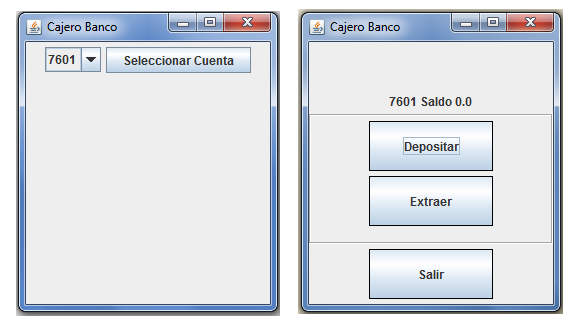 Cajero Banco
7601 Seleccionar Cuenta
Cajero Banco
7601 Saldo 0.0
Depositar
Extraer
Salir